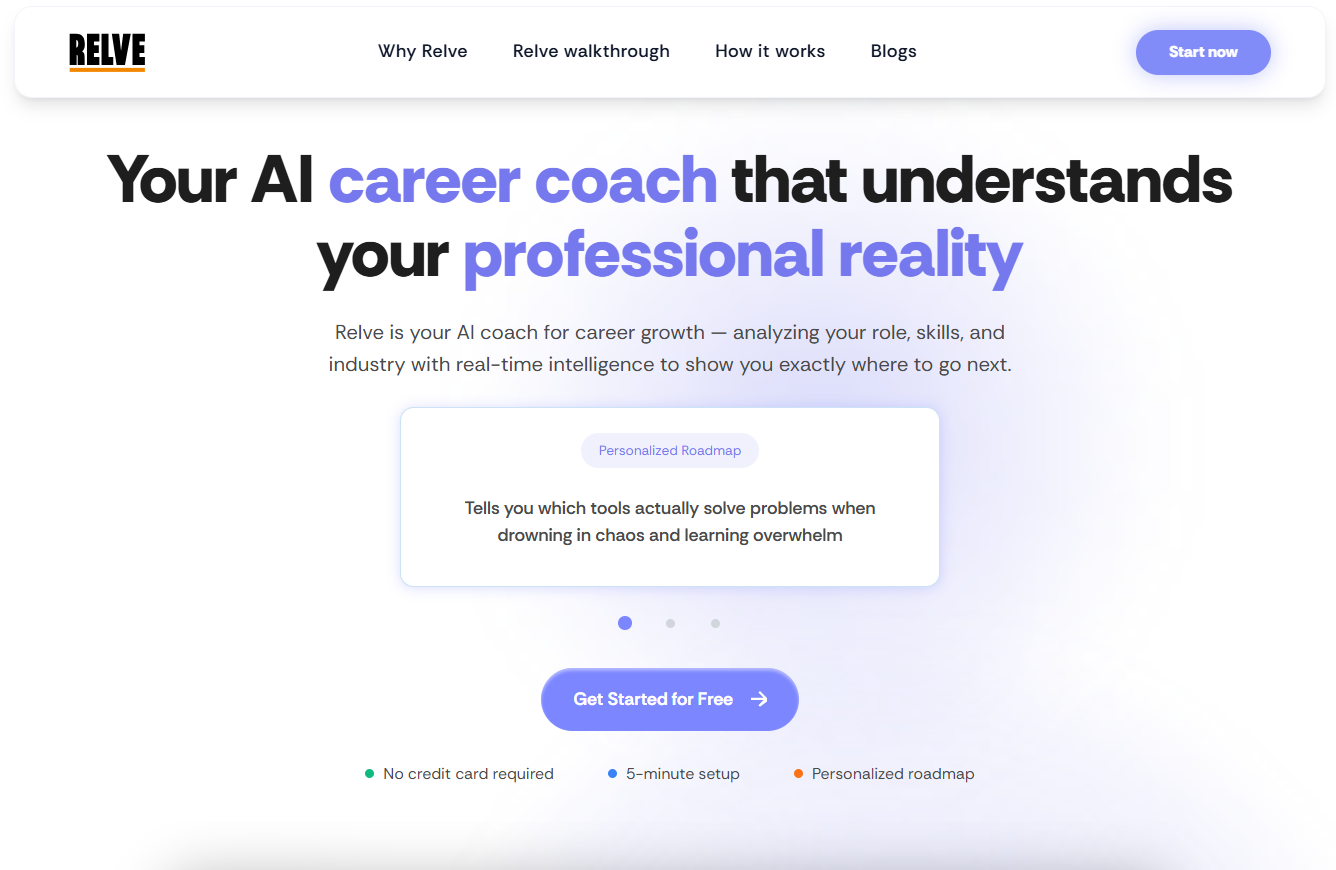 RELVE
Why Relve
Relve walkthrough
How it works
Blogs
Start now
Your AI career coach that understands
your professional reality
Relve is your AI coach for career growth — analyzing your role, skills, and
industry with real-time intelligence to show you exactly where to go next.
Personalized Roadmap
Tells you which tools actually solve problems when
drowning in chaos and learning overwhelm
Get Started for Free
No credit card required
5-minute setup
Personalized roadmap